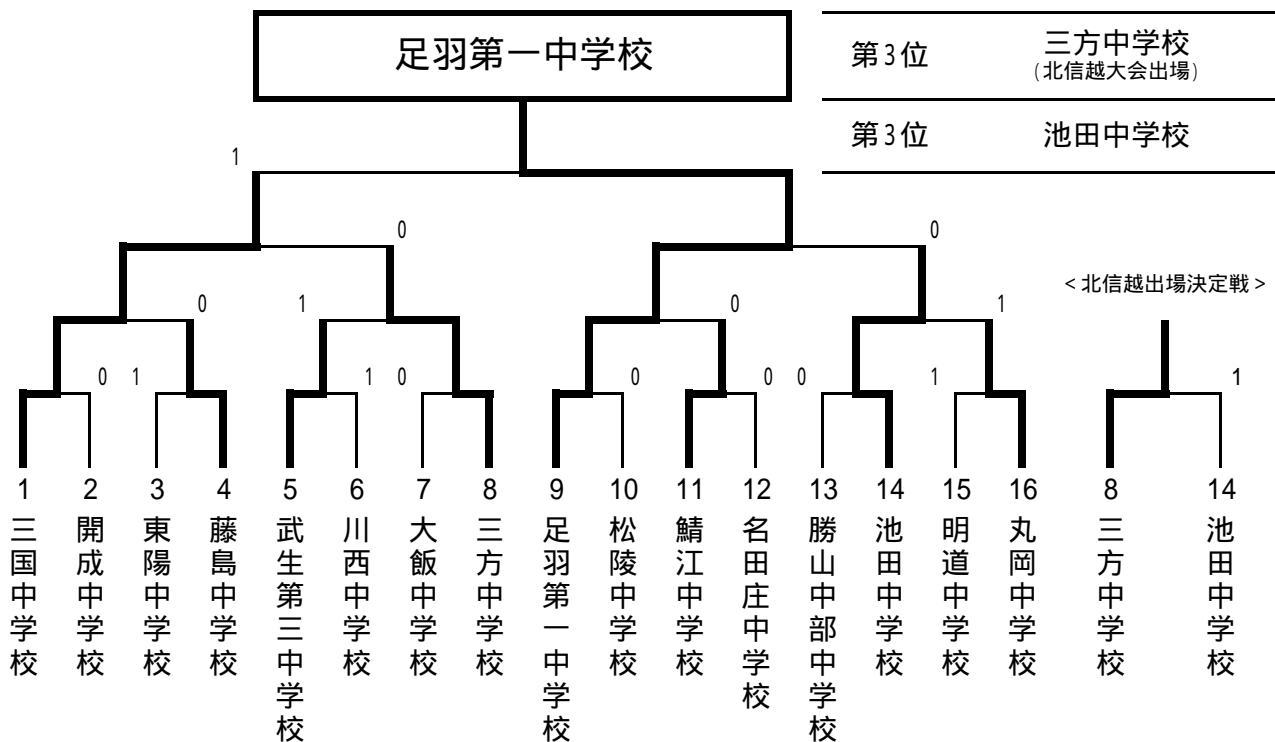 足羽第一中学校
第3位 三方中学校
(北信越大会出場)
第3位 池田中学校
1
0 0
<北信越出場決定戦>
0 1 0 1
0 1 1 0 0 0 0 1 1
1 2 3 4 5 6 7 8 9 10 11 12 13 14 15 16 8 14
三国中学校
開成中学校
東陽中学校
藤島中学校
武生第三中学校
川西中学校
大飯中学校
三方中学校
足羽第一中学校
松陵中学校
鯖江中学校
名田庄中学校
勝山中部中学校
池田中学校
明道中学校
丸岡中学校
三方中学校
池田中学校